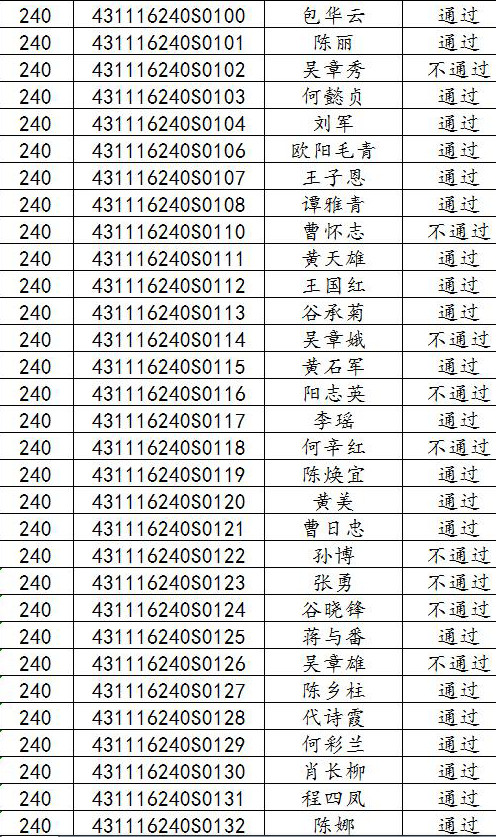 240 431116240S0100 包华云 通过
240 431116240S0101 陈丽 通过
240 431116240S0102 吴章秀 不通过
240 431116240S0103 何懿贞 通过
240 431116240S0104 刘军 通过
240 431116240S0106 欧阳毛青 通过
240 431116240S0107 王子恩 通过
240 431116240S0108 谭雅青 通过
240 431116240S0110 曹怀志 不通过
240 431116240S0111 黄天雄 通过
240 431116240S0112 王国红 通过
240 431116240S0113 谷承菊 通过
240 431116240S0114 吴章娥 不通过
240 431116240S0115 黄石军 通过
240 431116240S0116 阳志英 不通过
240 431116240S0117 李瑶 通过
240 431116240S0118 何辛红 不通过
240 431116240S0119 陈焕宜 通过
240 431116240S0120 黄美 通过
240 431116240S0121 曹日忠 通过
240 431116240S0122 孙博 不通过
240 431116240S0123 张勇 不通过
240 431116240S0124 谷晓锋 不通过
240 431116240S0125 蒋与番 通过
240 431116240S0126 吴章雄 不通过
240 431116240S0127 陈乡柱 通过
240 431116240S0128 代诗霞 通过
240 431116240S0129 何彩兰 通过
240 431116240S0130 肖长柳 通过
240 431116240S0131 程四凤 通过
240 431116240S0132 陈娜 通过